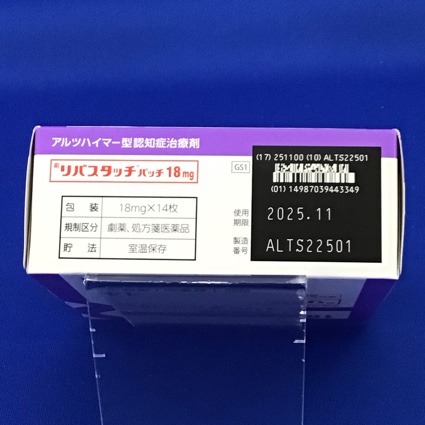 アルツハイマー型認知症治療剤
劇 リバスタッチ®パッチ18mg
包装 18mg×14枚
規制区分 劇薬、処方箋医薬品
貯法 室温保存
GS1
(17) 251100 (10) ALTS22501
(01) 14987039443349
使用期限 2025.11
製造番号 ALTS22501